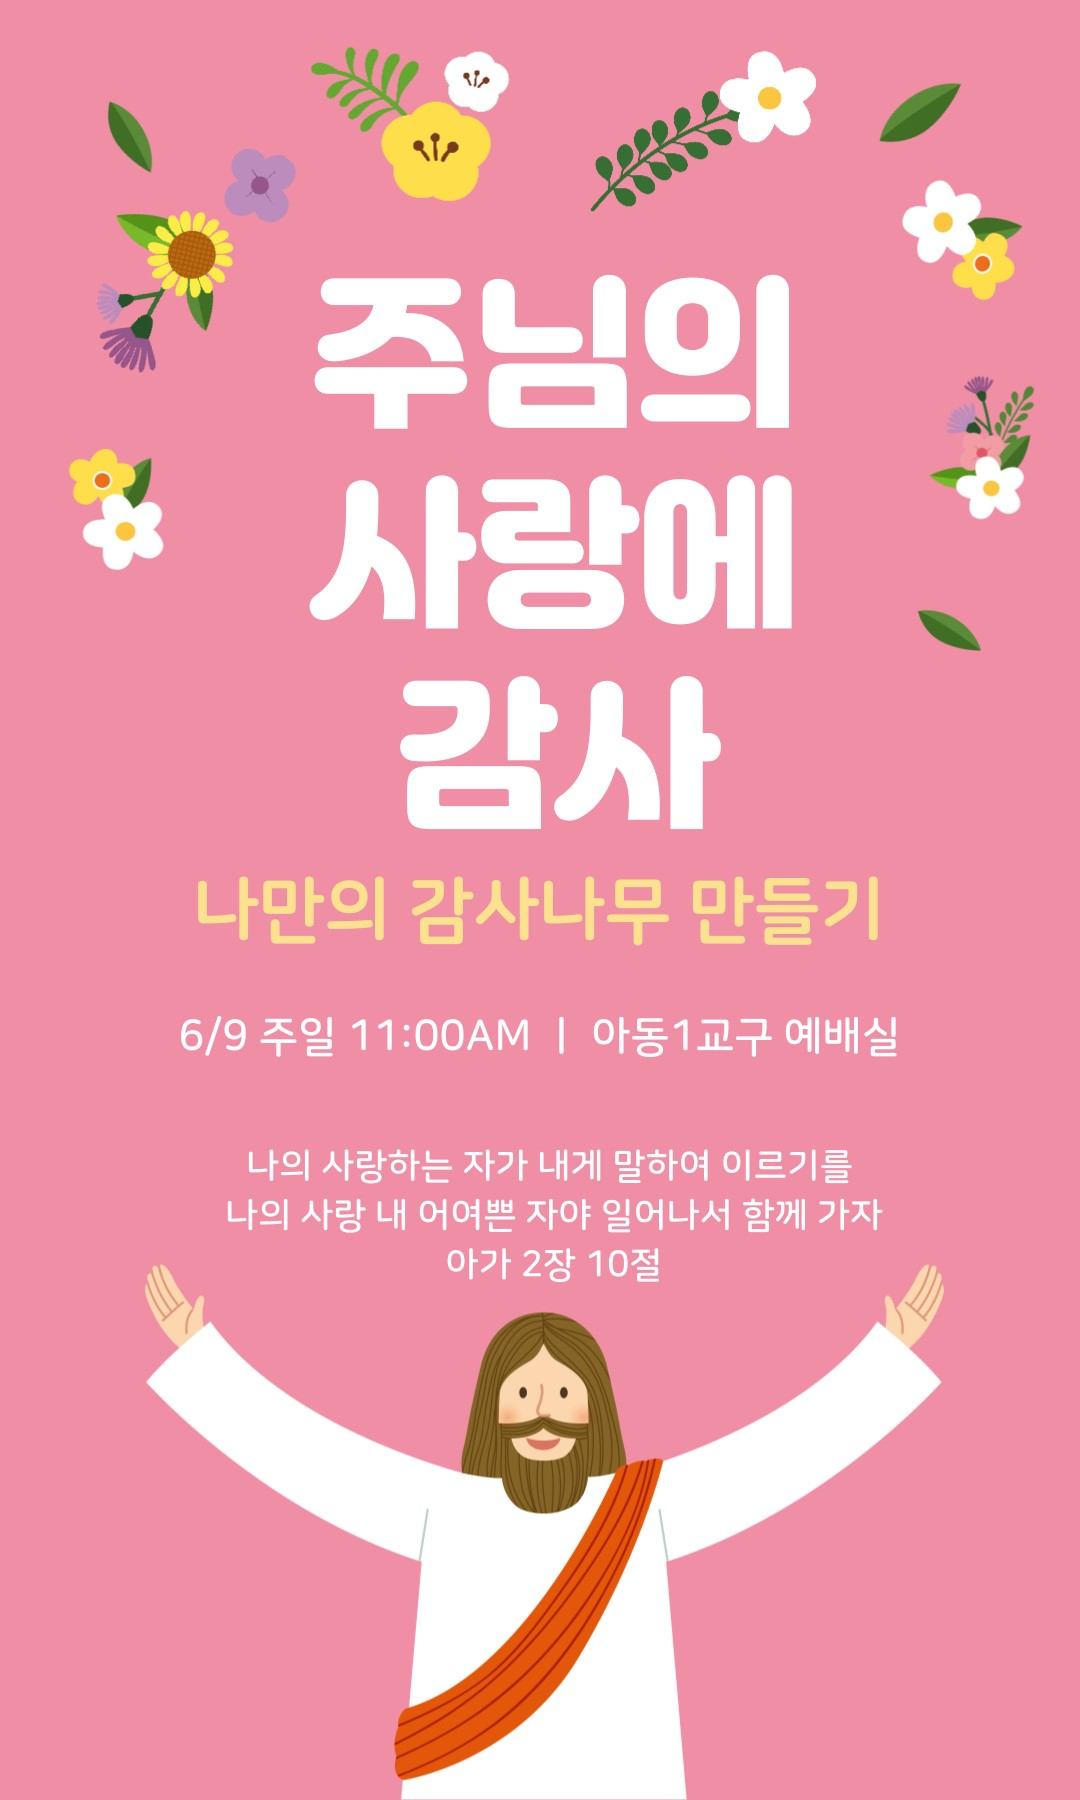 주님의
사랑에
감사
나만의 감사나무 만들기
6/9 주일 11:00AM ㅣ 아동1교구 예배실
나의 사랑하는 자가 내게 말하여 이르기를
나의 사랑 내 어여쁜 자야 일어나서 함께 가자
아가 2장 10절